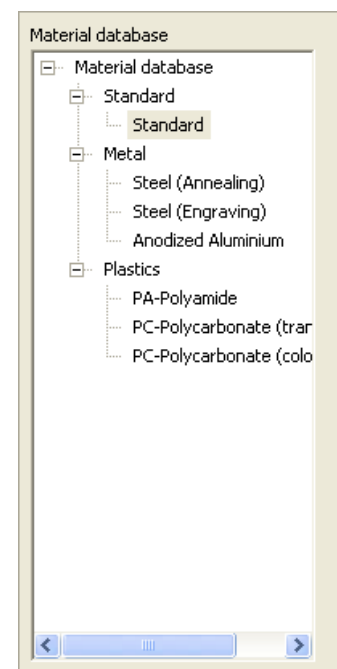 Material database
Material database
Standard
Standard
Metal
Steel (Annealing)
Steel (Engraving)
Anodized Aluminium
Plastics
PA-Polyamide
PC-Polycarbonate (tran
PC-Polycarbonate (colo